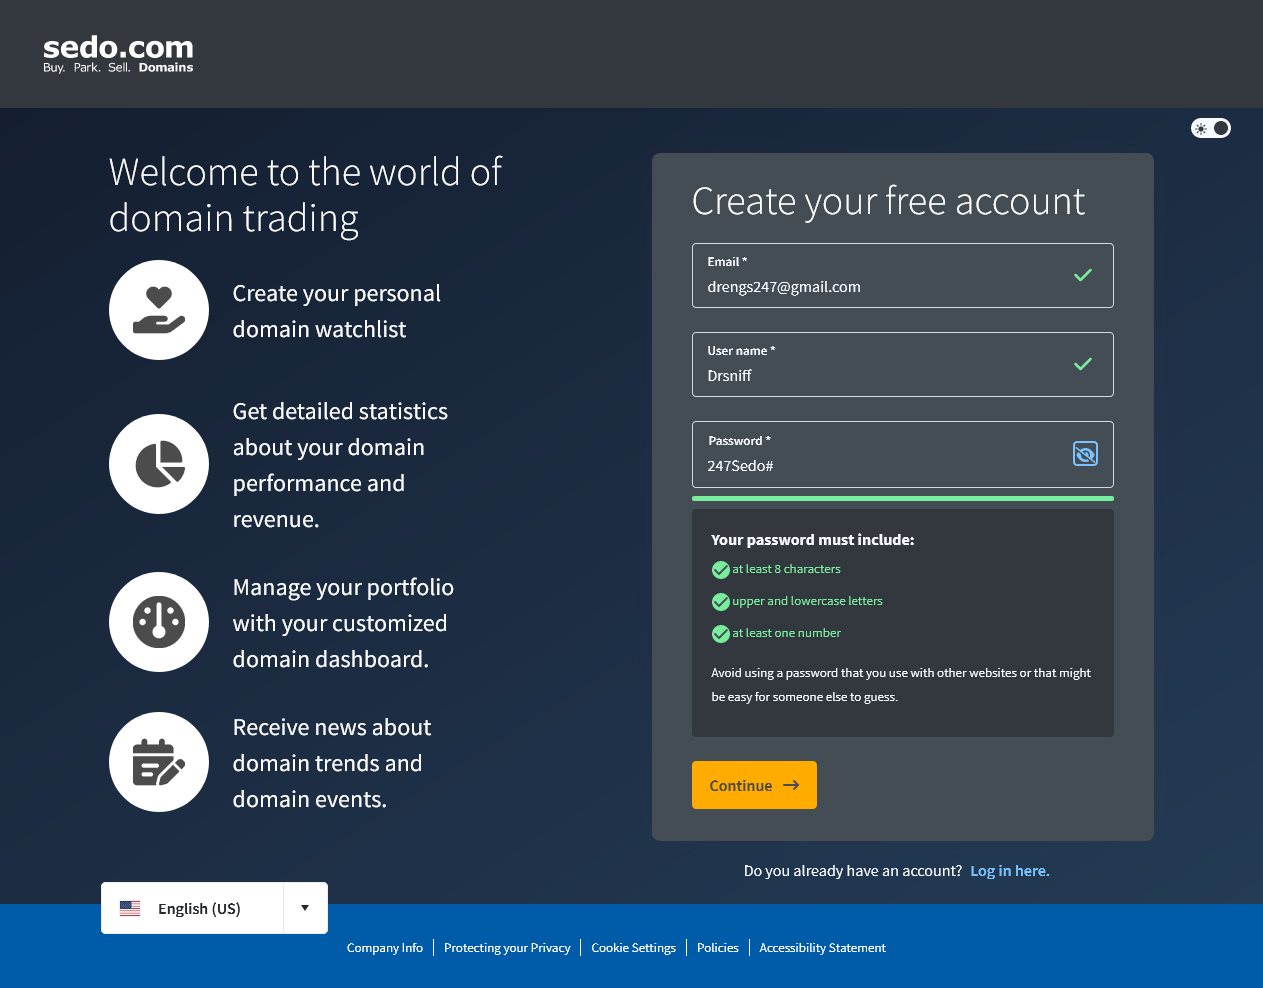 sedo.com
Buy. Park. Sell. Domains
Welcome to the world of
domain trading
Create your personal
domain watchlist
Get detailed statistics
about your domain
performance and
revenue.
Manage your portfolio
with your customized
domain dashboard.
Receive news about
domain trends and
domain events.
Create your free account
Email *
drengs247@gmail.com
User name *
Drsniff
Password *
247Sedo#
Your password must include:
at least 8 characters
upper and lowercase letters
at least one number
Avoid using a password that you use with other websites or that might
be easy for someone else to guess.
Continue
Do you already have an account? Log in here.
English (US)
Company Info
Protecting your Privacy
Cookie Settings
Policies
Accessibility Statement